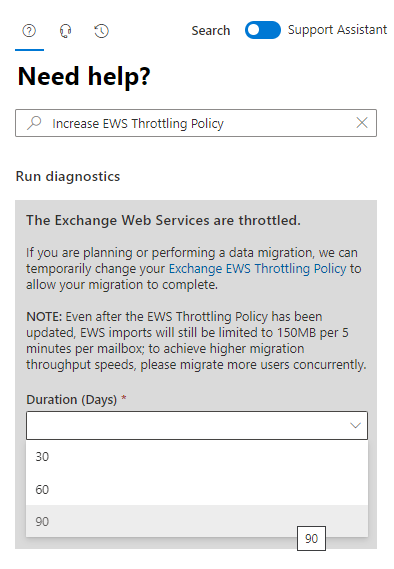 Search
Support Assistant
Need help?
Increase EWS Throttling Policy
Run diagnostics
The Exchange Web Services are throttled.
If you are planning or performing a data migration, we can
temporarily change your Exchange EWS Throttling Policy to
allow your migration to complete.
NOTE: Even after the EWS Throttling Policy has been
updated, EWS imports will still be limited to 150MB per 5
minutes per mailbox; to achieve higher migration
throughput speeds, please migrate more users concurrently.
Duration (Days) *
30
60
90
90